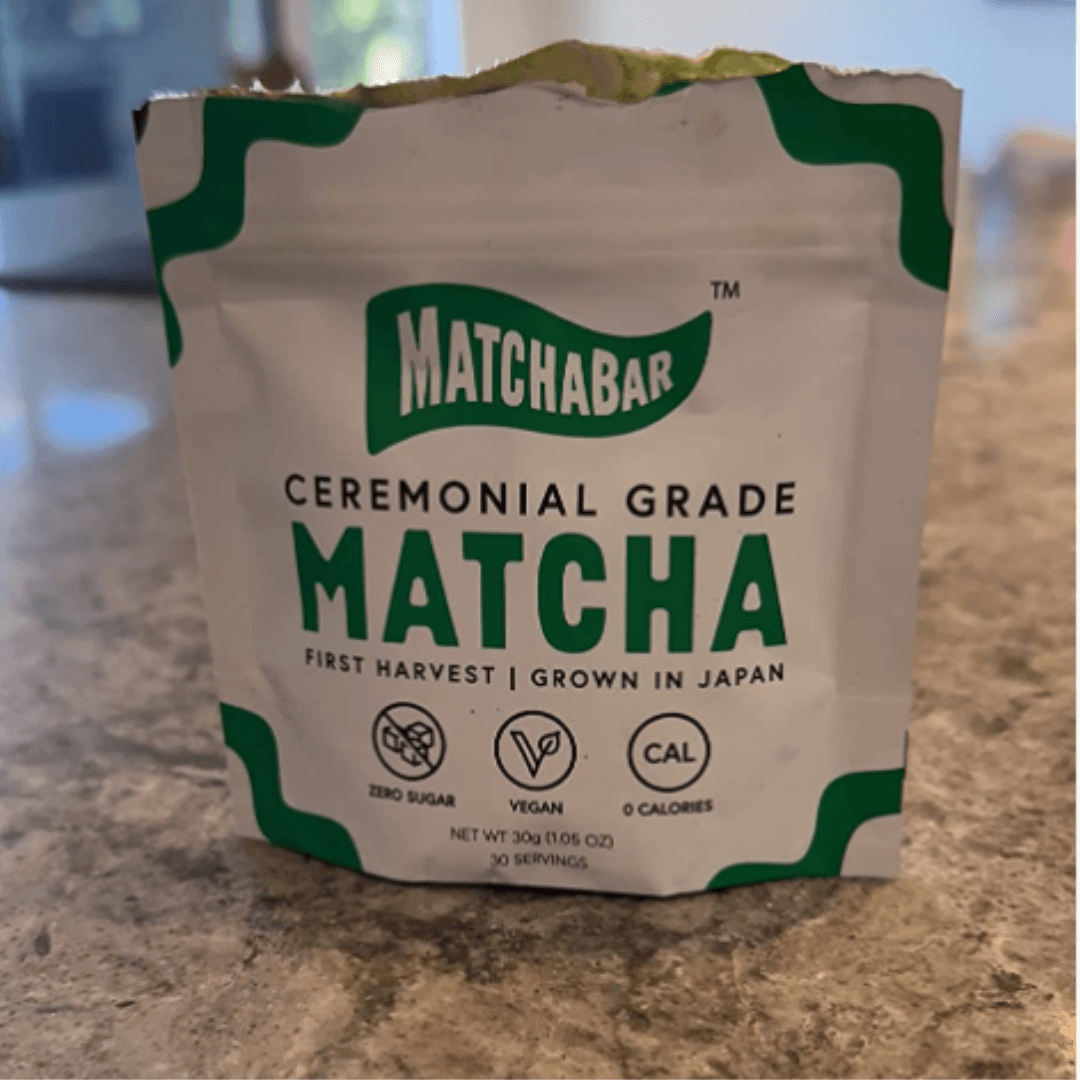 MATCHABAR TM
CEREMONIAL GRADE
MATCHA
FIRST HARVEST | GROWN IN JAPAN
CAL
ZERO SUGAR VEGAN 0 CALORIES
NET WT 30g (1.05 OZ)
30 SERVINGS